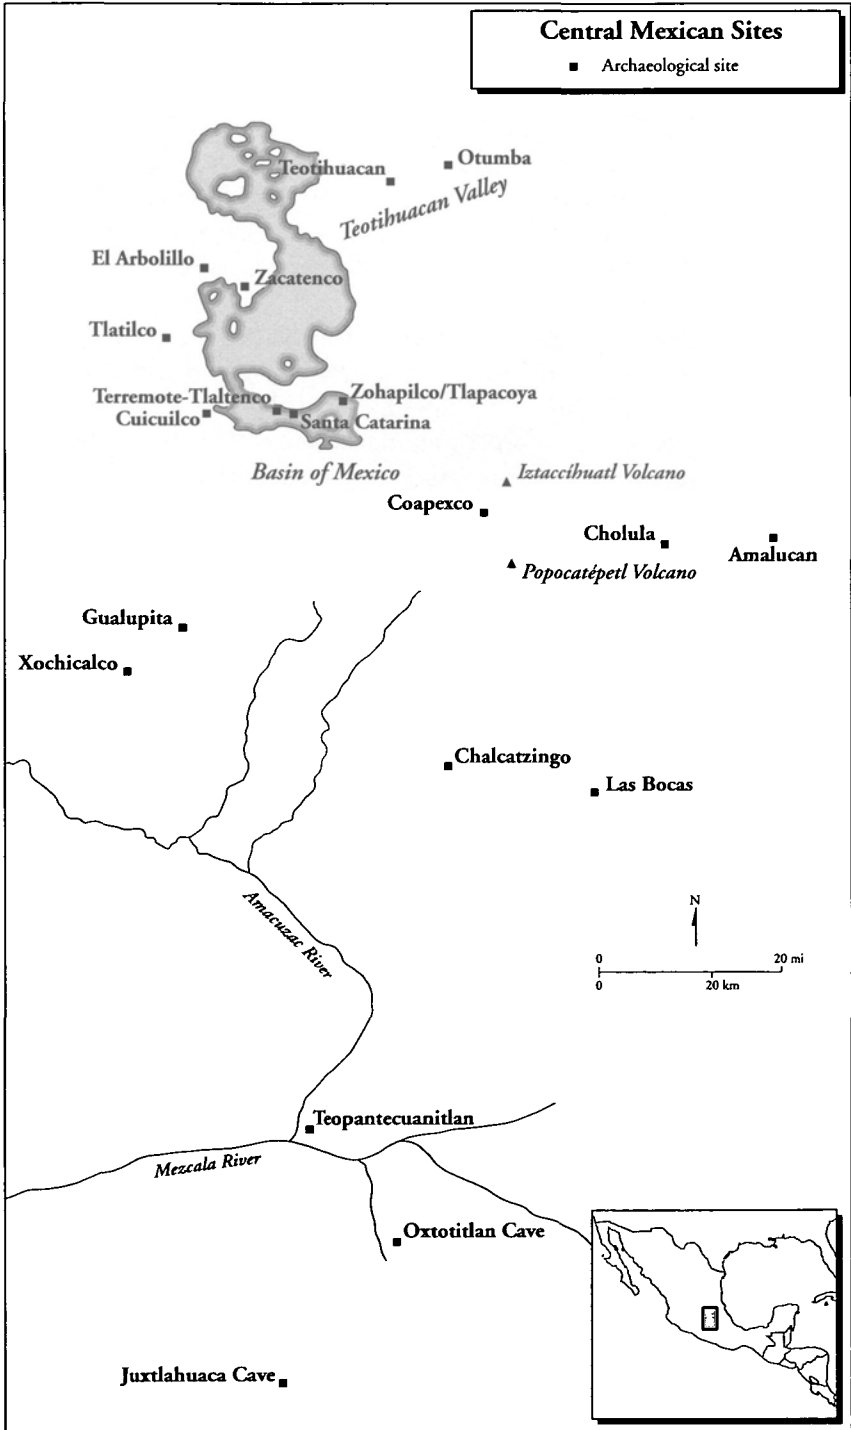 Central Mexican Sites
■ Archaeological site
Teotihuacan
Otumba
Teotihuacan Valley
El Arbolillo
Zacatenco
Tlatilco
Terremote-Tlaltenco
Zohapilco/Tlapacoya
Cuicuilco
Santa Catarina
Basin of Mexico
Iztaccíhuatl Volcano
Coapexco
Cholula
Amalucan
Popocatépetl Volcano
Gualupita
Xochicalco
Chalcatzingo
Las Bocas
Amacuzac River
N
0 20 mi
0 20 km
Teopantecuanitlan
Mezcala River
Oxtotitlan Cave
Juxtlahuaca Cave